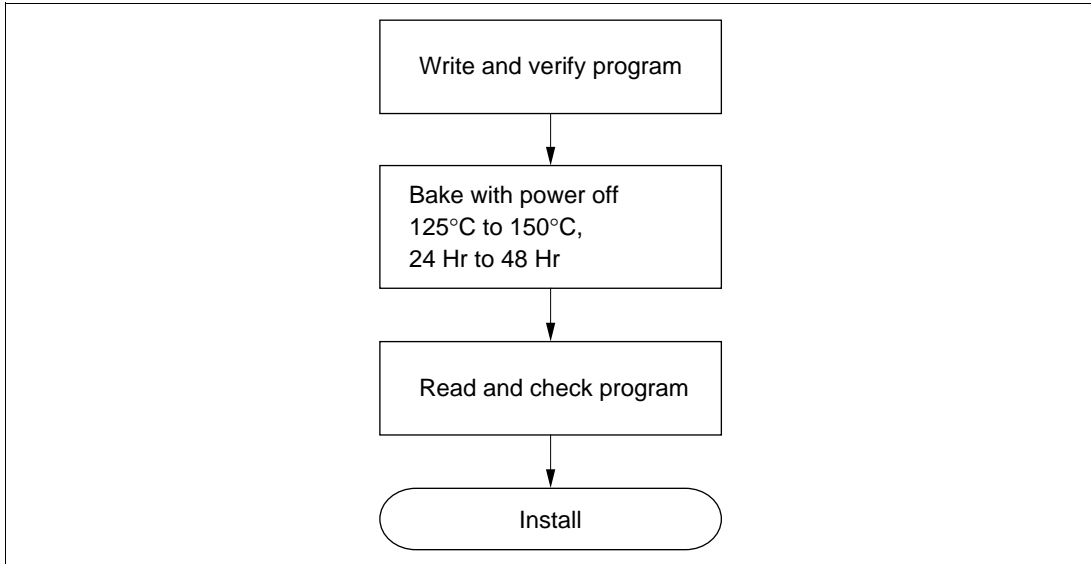 Write and verify program
Bake with power off
125°C to 150°C,
24 Hr to 48 Hr
Read and check program
Install